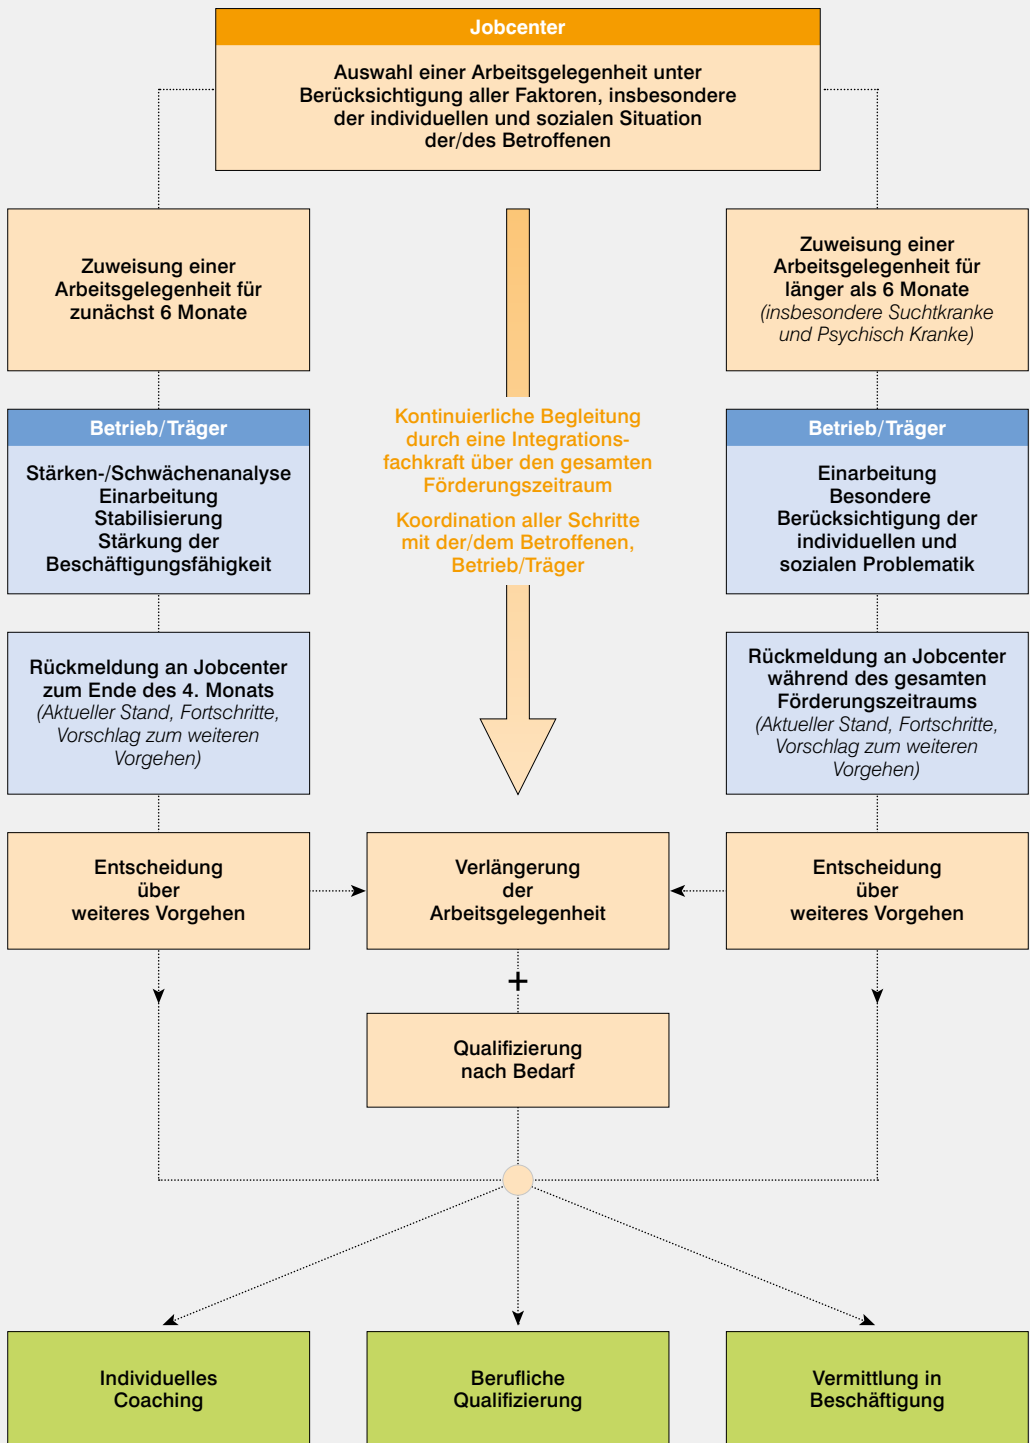 Jobcenter
Auswahl einer Arbeitsgelegenheit unter
Berücksichtigung aller Faktoren, insbesondere
der individuellen und sozialen Situation
der/des Betroffenen
Zuweisung einer
Arbeitsgelegenheit für
zunächst 6 Monate
Zuweisung einer
Arbeitsgelegenheit für
länger als 6 Monate
(insbesondere Suchtkranke
und Psychisch Kranke)
Betrieb/Träger
Stärken-/Schwächenanalyse
Einarbeitung
Stabilisierung
Stärkung der
Beschäftigungsfähigkeit
Kontinuierliche Begleitung
durch eine Integrations-
fachkraft über den gesamten
Förderungszeitraum
Koordination aller Schritte
mit der/dem Betroffenen,
Betrieb/Träger
Betrieb/Träger
Einarbeitung
Besondere
Berücksichtigung der
individuellen und
sozialen Problematik
Rückmeldung an Jobcenter
zum Ende des 4. Monats
(Aktueller Stand, Fortschritte,
Vorschlag zum weiteren
Vorgehen)
Rückmeldung an Jobcenter
während des gesamten
Förderungszeitraums
(Aktueller Stand, Fortschritte,
Vorschlag zum weiteren
Vorgehen)
Entscheidung
über
weiteres Vorgehen
Verlängerung
der
Arbeitsgelegenheit
Entscheidung
über
weiteres Vorgehen
+
Qualifizierung
nach Bedarf
Individuelles
Coaching
Berufliche
Qualifizierung
Vermittlung in
Beschäftigung